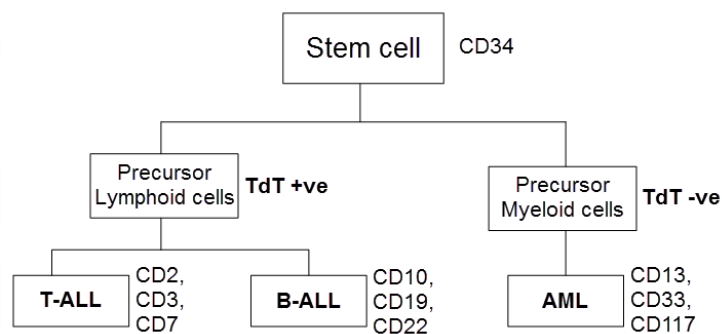 Stem cell
CD34
Precursor
Lymphoid cells
TdT +ve
Precursor
Myeloid cells
TdT -ve
T-ALL
CD2,
CD3,
CD7
B-ALL
CD10,
CD19,
CD22
AML
CD13,
CD33,
CD117